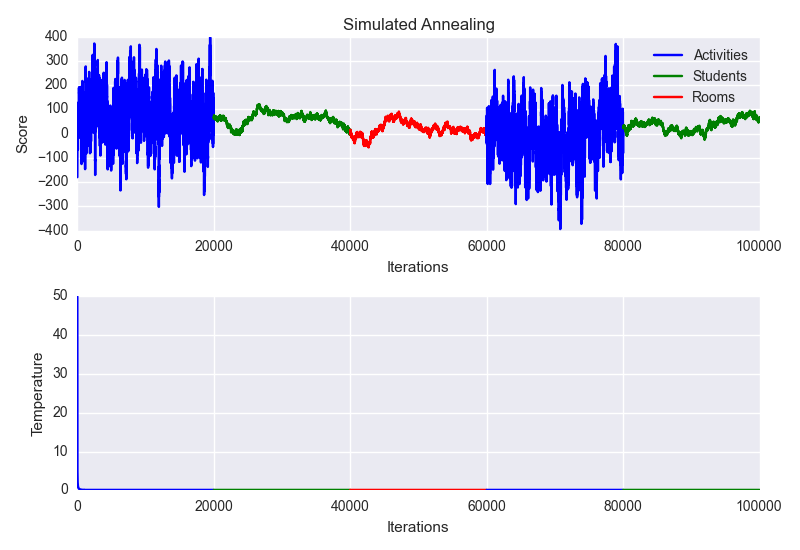 Simulated Annealing
400
300
200
100
0
−100
−200
−300
−400
Score
Activities
Students
Rooms
0 20000 40000 60000 80000 100000
Iterations
50
40
30
20
10
0
Temperature
0 20000 40000 60000 80000 100000
Iterations